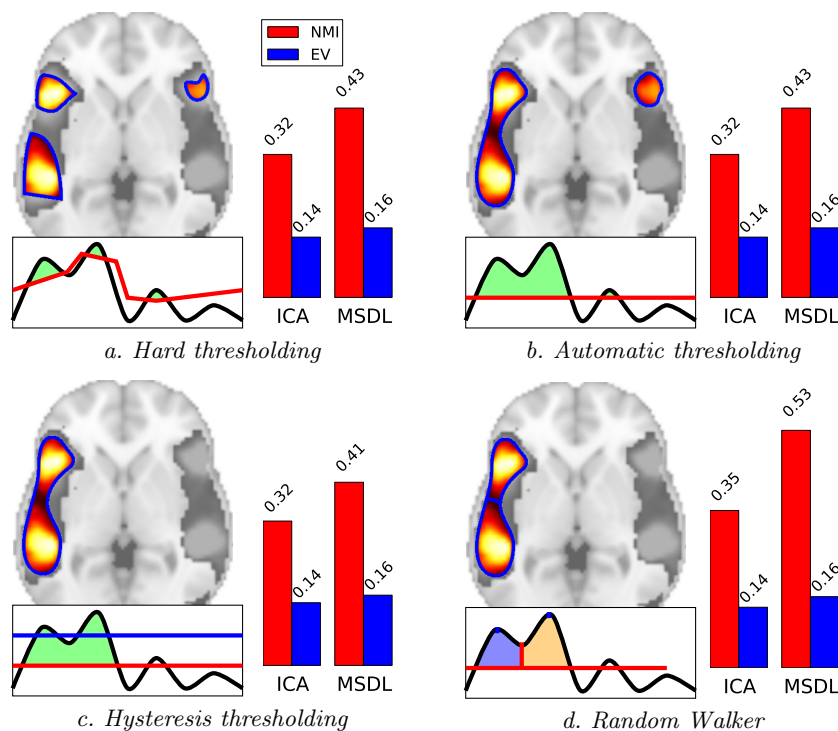 NMI
EV
0.32
0.14
0.43
0.16
ICA
MSDL
a. Hard thresholding
0.32
0.14
0.43
0.16
ICA
MSDL
b. Automatic thresholding
0.32
0.14
0.41
0.16
ICA
MSDL
c. Hysteresis thresholding
0.35
0.14
0.53
0.16
ICA
MSDL
d. Random Walker